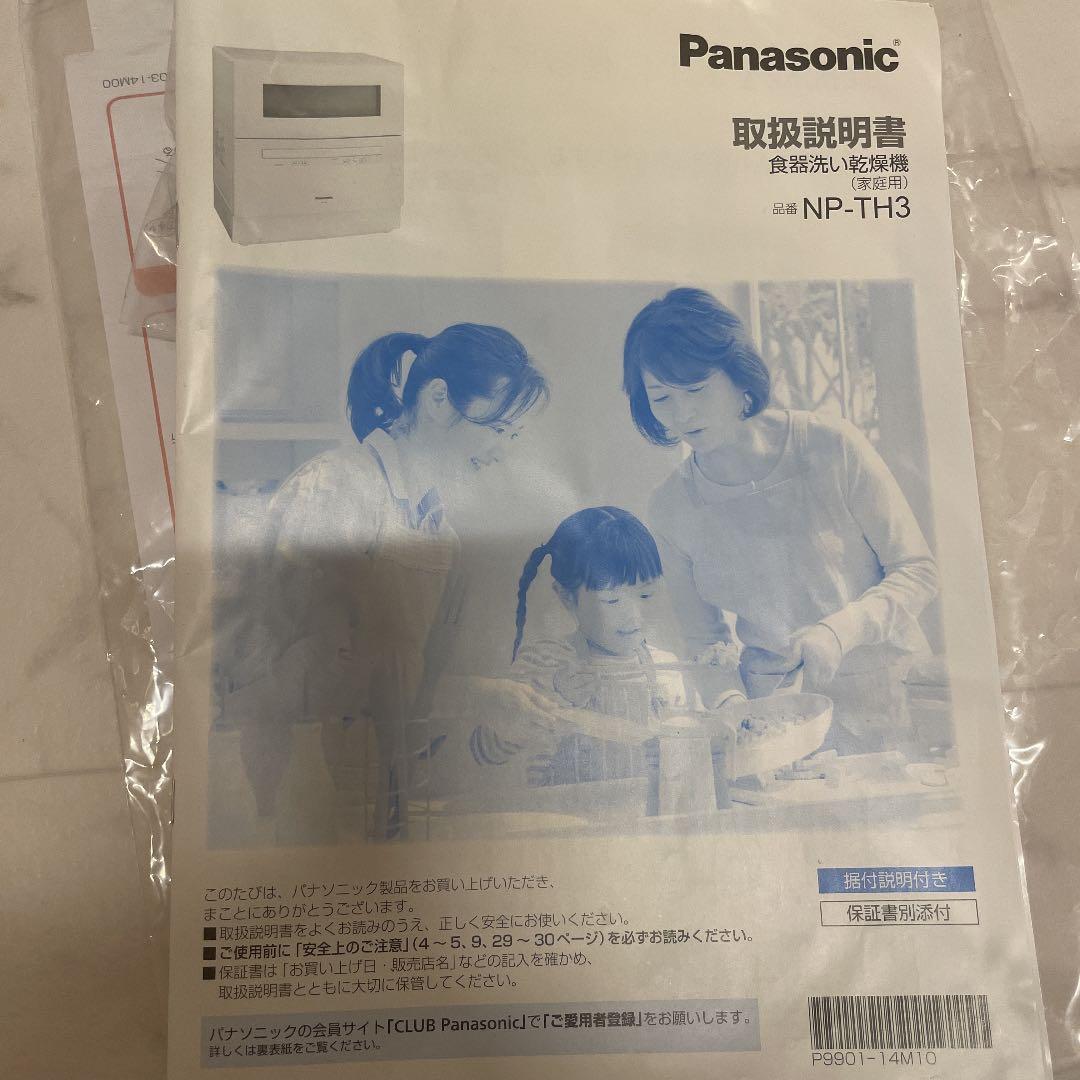 Panasonic®
取扱説明書
食器洗い乾燥機
(家庭用)
品番 NP-TH3
03-14M00
Panasonic
このたびは、パナソニック製品をお買い上げいただき、
まことにありがとうございます。
■取扱説明書をよくお読みのうえ、正しく安全にお使いください。
■ご使用前に「安全上のご注意」(4〜5、9、29〜30ページ)を必ずお読みください。
■保証書は「お買い上げ日・販売店名」などの記入を確かめ、
取扱説明書とともに大切に保管してください。
据付説明付き
保証書別添付
パナソニックの会員サイト「CLUB Panasonic」で「ご愛用者登録」をお願いします。
詳しくは裏表紙をご覧ください。
P9901-14M10